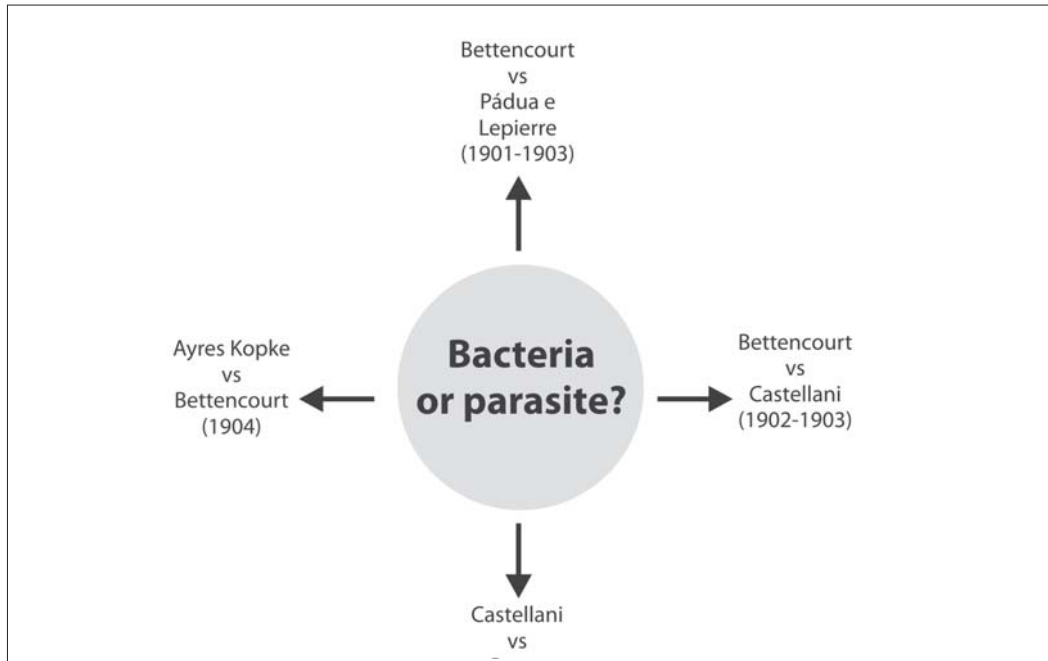 Bettencourt
vs
Pádua e
Lepierre
(1901-1903)
Ayres Kopke
vs
Bettencourt
(1904)
Bacteria
or parasite?
Bettencourt
vs
Castellani
(1902-1903)
Castellani
vs